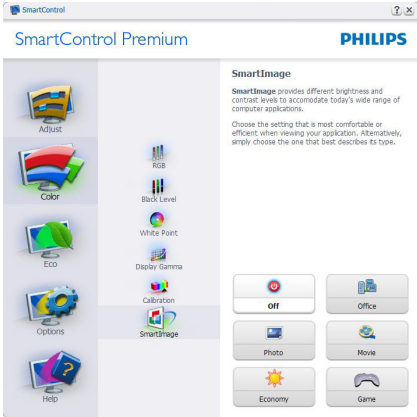 SmartControl
SmartControl Premium
PHILIPS
Adjust
Color
Eco
Options
Help
RGB
Black Level
White Point
Display Gamma
Calibration
SmartImage
SmartImage
SmartImage provides different brightness and
contrast levels to accomodate today's wide range of
computer applications.
Choose the setting that is most comfortable or
efficient when viewing your application. Alternatively,
simply choose the one that best describes its type.
Off
Office
Photo
Movie
Economy
Game